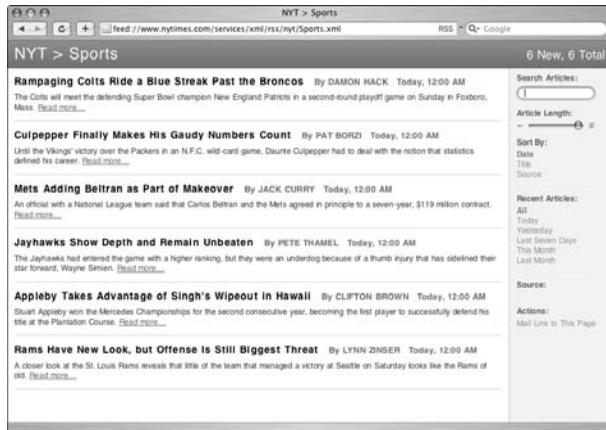 NYT > Sports
feed://www.nytimes.com/services/xml/rss/nyt/Sports.xml
RSS
Google
NYT > Sports
6 New, 6 Total
Rampaging Colts Ride a Blue Streak Past the Broncos By DAMON HACK Today, 12:00 AM
The Colts will meet the defending Super Bowl champion New England Patriots in a second-round playoff game on Sunday in Foxboro,
Mass. Read more...
Culpepper Finally Makes His Gaudy Numbers Count By PAT BORZI Today, 12:00 AM
Until the Vikings' victory over the Packers in an N.F.C. wild-card game, Daunte Culpepper had to deal with the notion that statistics
defined his career. Read more...
Mets Adding Beltran as Part of Makeover By JACK CURRY Today, 12:00 AM
An official with a National League team said that Carlos Beltran and the Mets agreed in principle to a seven-year, $119 million contract.
Read more...
Jayhawks Show Depth and Remain Unbeaten By PETE THAMEL Today, 12:00 AM
The Jayhawks had entered the game with a higher ranking, but they were an underdog because of a thumb injury that has sidelined their
star forward, Wayne Simien. Read more...
Appleby Takes Advantage of Singh's Wipeout in Hawaii By CLIFTON BROWN Today, 12:00 AM
Stuart Appleby won the Mercedes Championships for the second consecutive year, becoming the first player to successfully defend his
title at the Plantation Course. Read more...
Rams Have New Look, but Offense Is Still Biggest Threat By LYNN ZINSER Today, 12:00 AM
A closer look at the St. Louis Rams reveals that little of the team that managed a victory at Seattle on Saturday looks like the Rams of
old. Read more...
Search Articles:
Article Length:
Sort By:
Date
Title
Source
Recent Articles:
All
Today
Yesterday
Last Seven Days
This Month
Last Month
Source:
Actions:
Mail Link to This Page